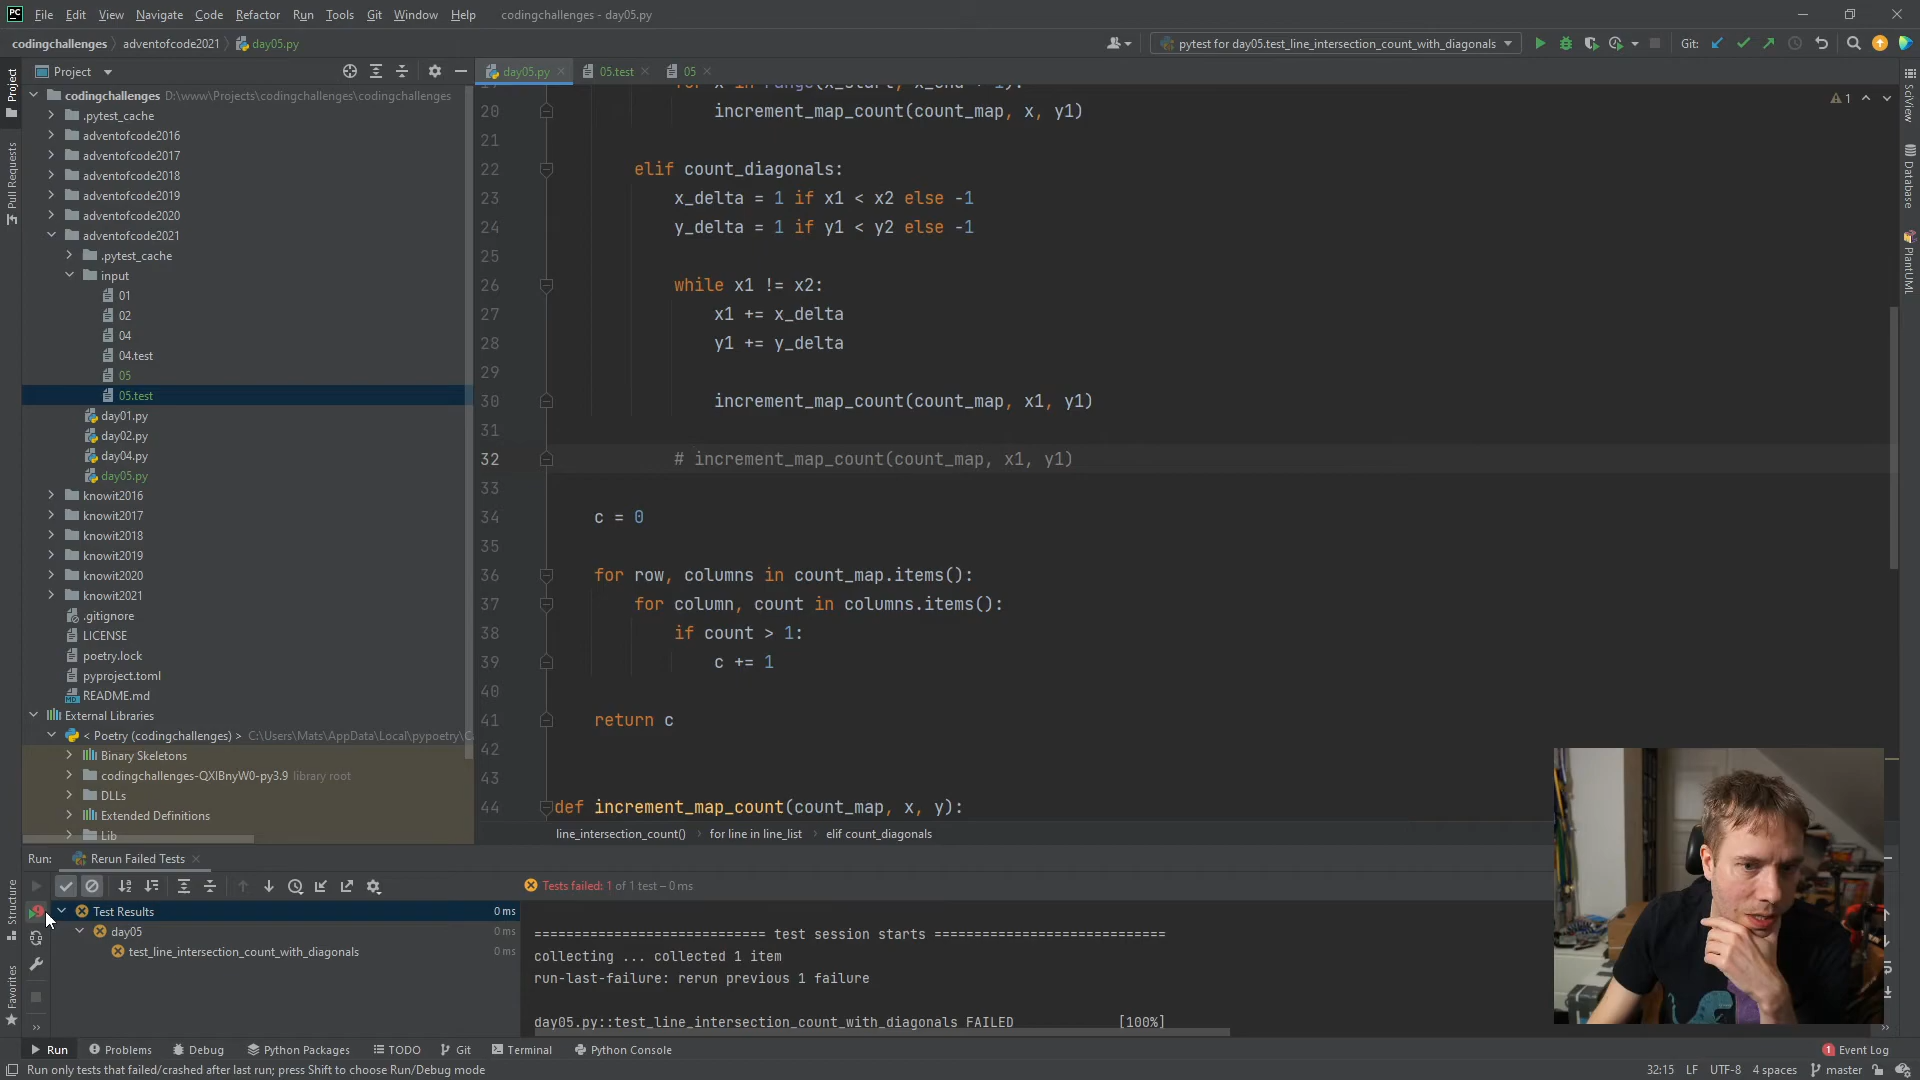 PC File Edit View Navigate Code Refactor Run Tools Git Window Help codingchallenges - day05.py
codingchallenges adventofcode2021 day05.py pytest for day05.test_line_intersection_count_with_diagonals Git:
Project
day05.py 05.test 05
codingchallenges D:\www\Projects\codingchallenges\codingchallenges
.pytest_cache
adventofcode2016
adventofcode2017
adventofcode2018
adventofcode2019
adventofcode2020
adventofcode2021
.pytest_cache
input
01
02
04
04.test
05
05.test
day01.py
day02.py
day04.py
day05.py
knowit2016
knowit2017
knowit2018
knowit2019
knowit2020
knowit2021
.gitignore
LICENSE
poetry.lock
pyproject.toml
README.md
External Libraries
< Poetry (codingchallenges) > C:\Users\Mats\AppData\Local\pypoetry\C
Binary Skeletons
codingchallenges-QXlBnyW0-py3.9 library root
DLLs
Extended Definitions
Lib
Project
Pull Requests
Structure
Favorites
1
20 increment_map_count(count_map, x, y1)
21
22 elif count_diagonals:
23 x_delta = 1 if x1 < x2 else -1
24 y_delta = 1 if y1 < y2 else -1
25
26 while x1 != x2:
27 x1 += x_delta
28 y1 += y_delta
29
30 increment_map_count(count_map, x1, y1)
31
32 # increment_map_count(count_map, x1, y1)
33
34 c = 0
35
36 for row, columns in count_map.items():
37 for column, count in columns.items():
38 if count > 1:
39 c += 1
40
41 return c
42
43
44 def increment_map_count(count_map, x, y):
line_intersection_count() for line in line_list elif count_diagonals
SciView
Database
PlantUML
Run: Rerun Failed Tests
Tests failed: 1 of 1 test – 0 ms
Test Results 0 ms
day05 0 ms
test_line_intersection_count_with_diagonals 0 ms
============================= test session starts =============================
collecting ... collected 1 item
run-last-failure: rerun previous 1 failure
day05.py::test_line_intersection_count_with_diagonals FAILED [100%]
Run Problems Debug Python Packages TODO Git Terminal Python Console 1 Event Log
Run only tests that failed/crashed after last run; press Shift to choose Run/Debug mode 32:15 LF UTF-8 4 spaces master